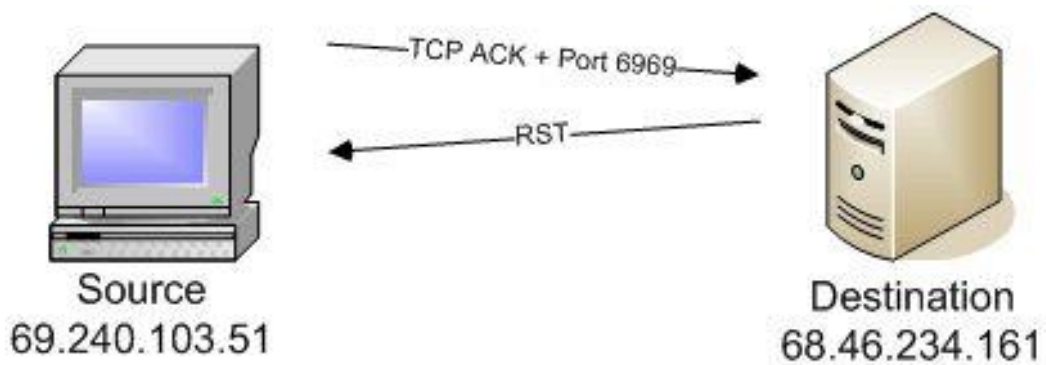 TCP ACK + Port 6969
RST
Source
69.240.103.51
Destination
68.46.234.161